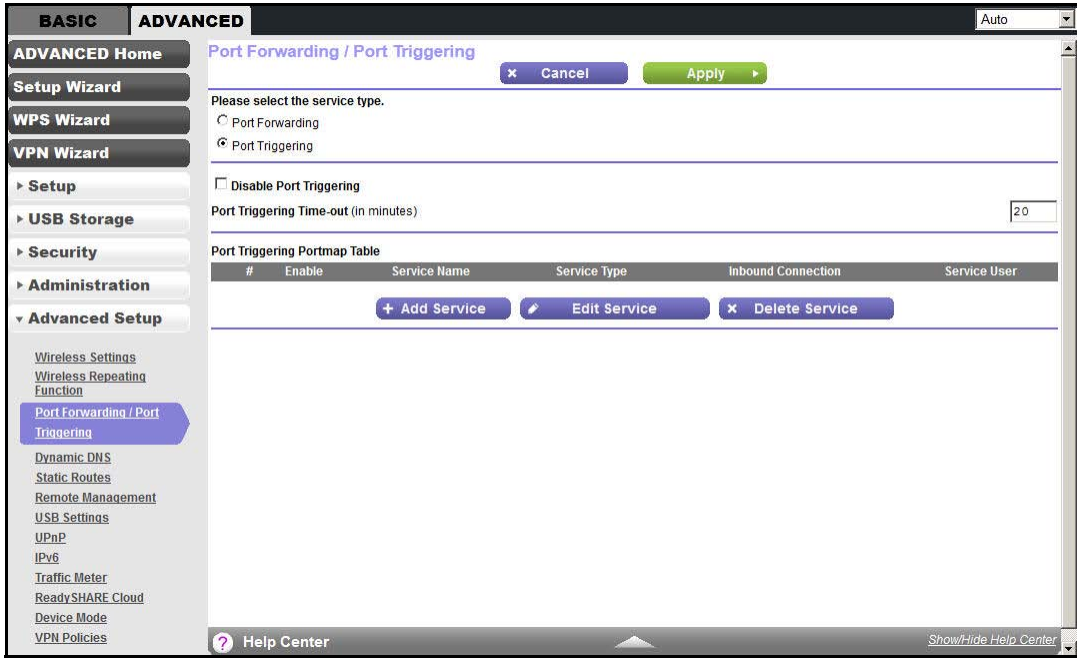 BASIC
ADVANCED
Auto
ADVANCED Home
Setup Wizard
WPS Wizard
VPN Wizard
Setup
USB Storage
Security
Administration
Advanced Setup
Wireless Settings
Wireless Repeating
Function
Port Forwarding / Port
Triggering
Dynamic DNS
Static Routes
Remote Management
USB Settings
UPnP
IPv6
Traffic Meter
ReadySHARE Cloud
Device Mode
VPN Policies
Port Forwarding / Port Triggering
Cancel
Apply
Please select the service type.
Port Forwarding
Port Triggering
Disable Port Triggering
Port Triggering Time-out (in minutes) 20
Port Triggering Portmap Table
# Enable Service Name Service Type Inbound Connection Service User
+ Add Service
Edit Service
Delete Service
? Help Center
Show/Hide Help Center